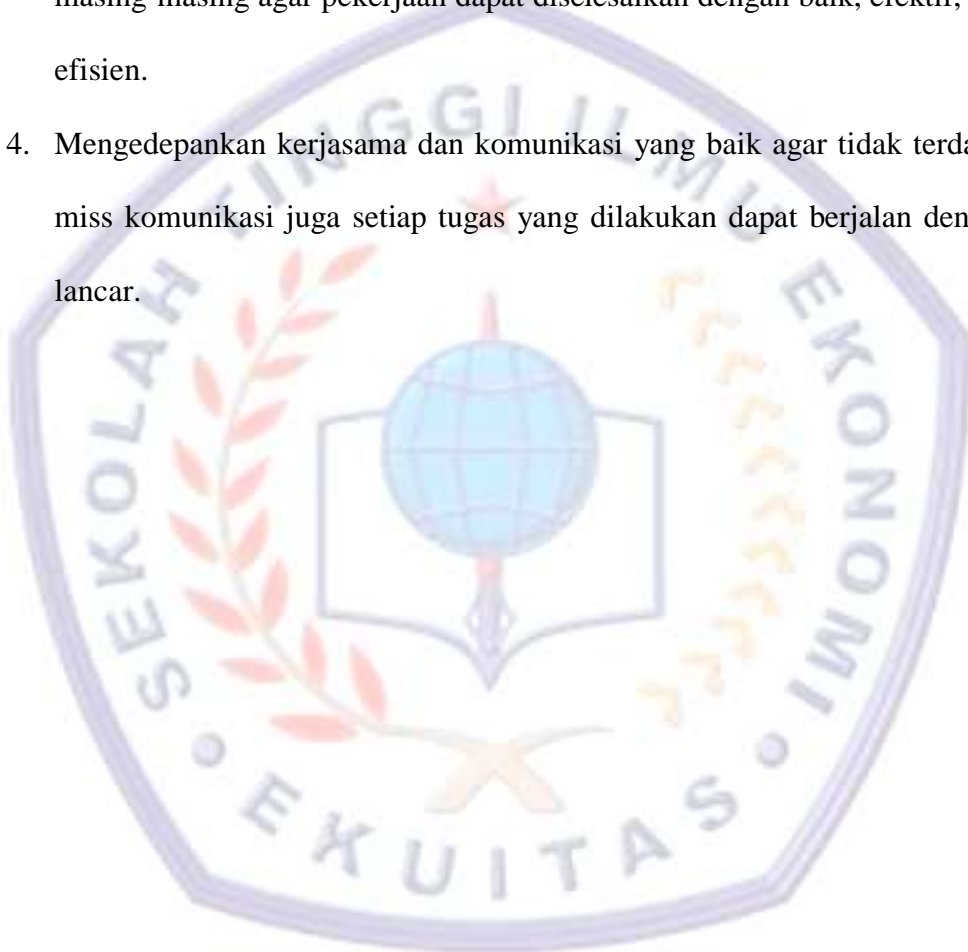 masing-masing agar pekerjaan dapat diselesaikan dengan baik, efektif,
efisien.
4. Mengedepankan kerjasama dan komunikasi yang baik agar tidak terda
miss komunikasi juga setiap tugas yang dilakukan dapat berjalan den
lancar.
SEKOLAH TINGGI ILMU EKONOMI
EKUITAS